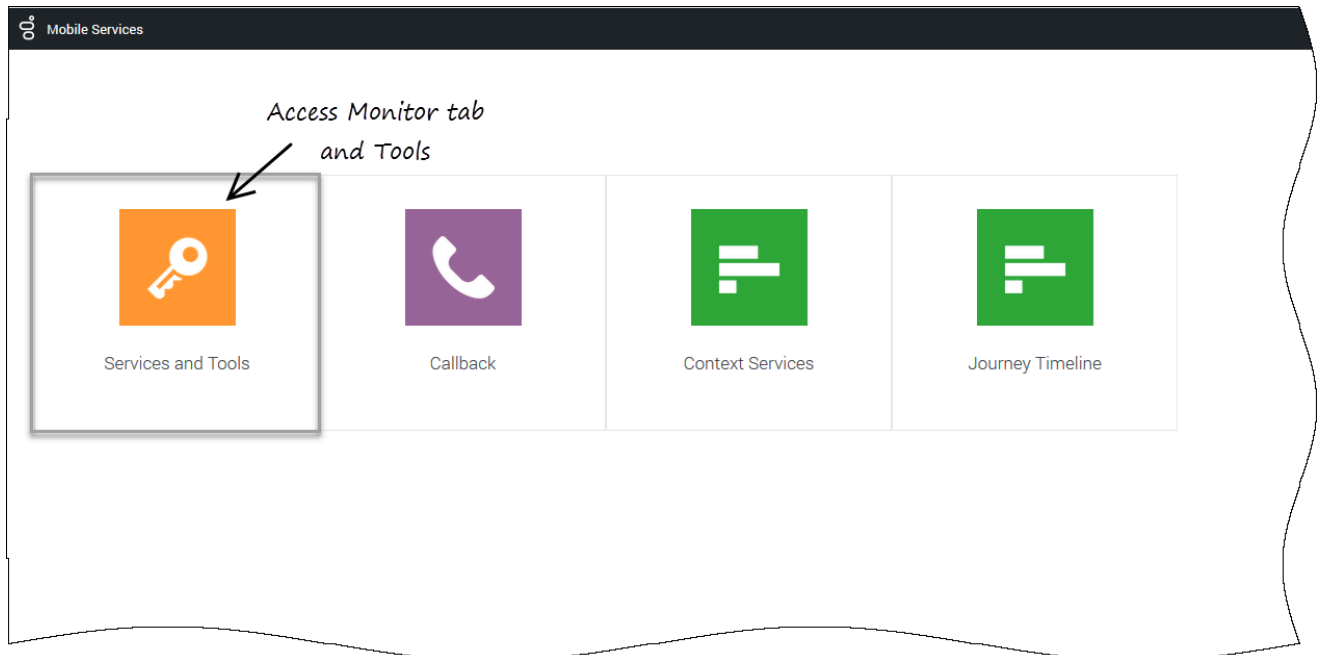 Mobile Services
Access Monitor tab
and Tools
Services and Tools
Callback
Context Services
Journey Timeline